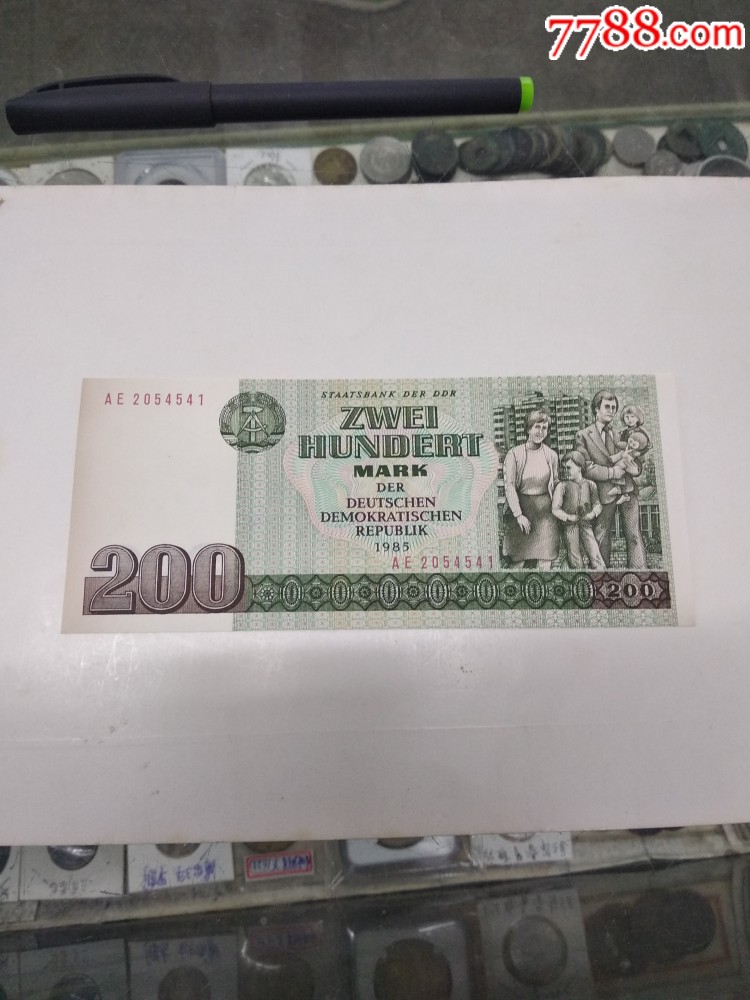 7788.com
AE 2054541
STAATSBANK DER DDR
ZWEI
HUNDERT
MARK
DER
DEUTSCHEN
DEMOKRATISCHEN
REPUBLIK
1985
AE 2054541
200
200